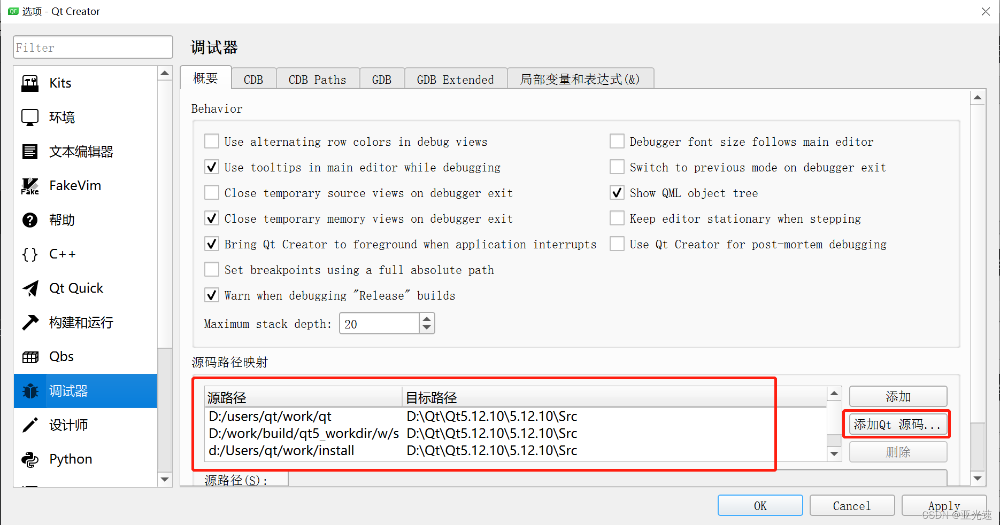 选项 - Qt Creator
Filter
Kits
环境
文本编辑器
FakeVim
帮助
C++
Qt Quick
构建和运行
Qbs
调试器
设计师
Python
调试器
概要 CDB CDB Paths GDB GDB Extended 局部变量和表达式(&)
Behavior
Use alternating row colors in debug views
Use tooltips in main editor while debugging
Close temporary source views on debugger exit
Close temporary memory views on debugger exit
Bring Qt Creator to foreground when application interrupts
Set breakpoints using a full absolute path
Warn when debugging "Release" builds
Debugger font size follows main editor
Switch to previous mode on debugger exit
Show QML object tree
Keep editor stationary when stepping
Use Qt Creator for post-mortem debugging
Maximum stack depth: 20
源码路径映射
源路径 目标路径
D:/users/qt/work/qt D:\Qt\Qt5.12.10\5.12.10\Src
D:/work/build/qt5_workdir/w/s D:\Qt\Qt5.12.10\5.12.10\Src
d:/Users/qt/work/install D:\Qt\Qt5.12.10\5.12.10\Src
添加
添加Qt 源码...
删除
源路径(S):
OK Cancel Apply
CSDN @亚光速